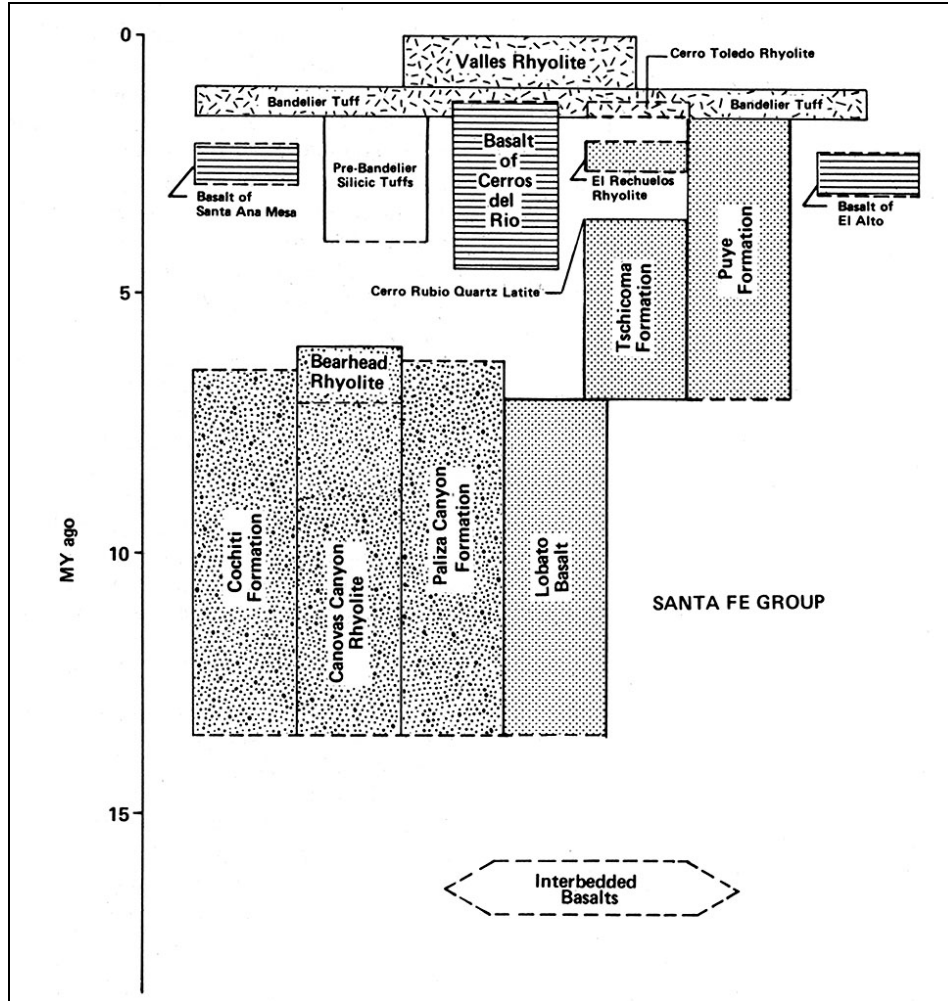 0
Cerro Toledo Rhyolite
Valles Rhyolite
Bandelier Tuff
Bandelier Tuff
Basalt
of
Cerros
del
Rio
Pre-Bandelier
Silicic Tuffs
El Rechuelos
Rhyolite
Basalt of
Santa Ana Mesa
Basalt of
El Alto
Puye
Formation
Cerro Rubio Quartz Latite
5
Tschicoma
Formation
Bearhead
Rhyolite
Cochiti
Formation
Canovas Canyon
Rhyolite
Paliza Canyon
Formation
Lobato
Basalt
MY ago
10
SANTA FE GROUP
15
Interbedded
Basalts